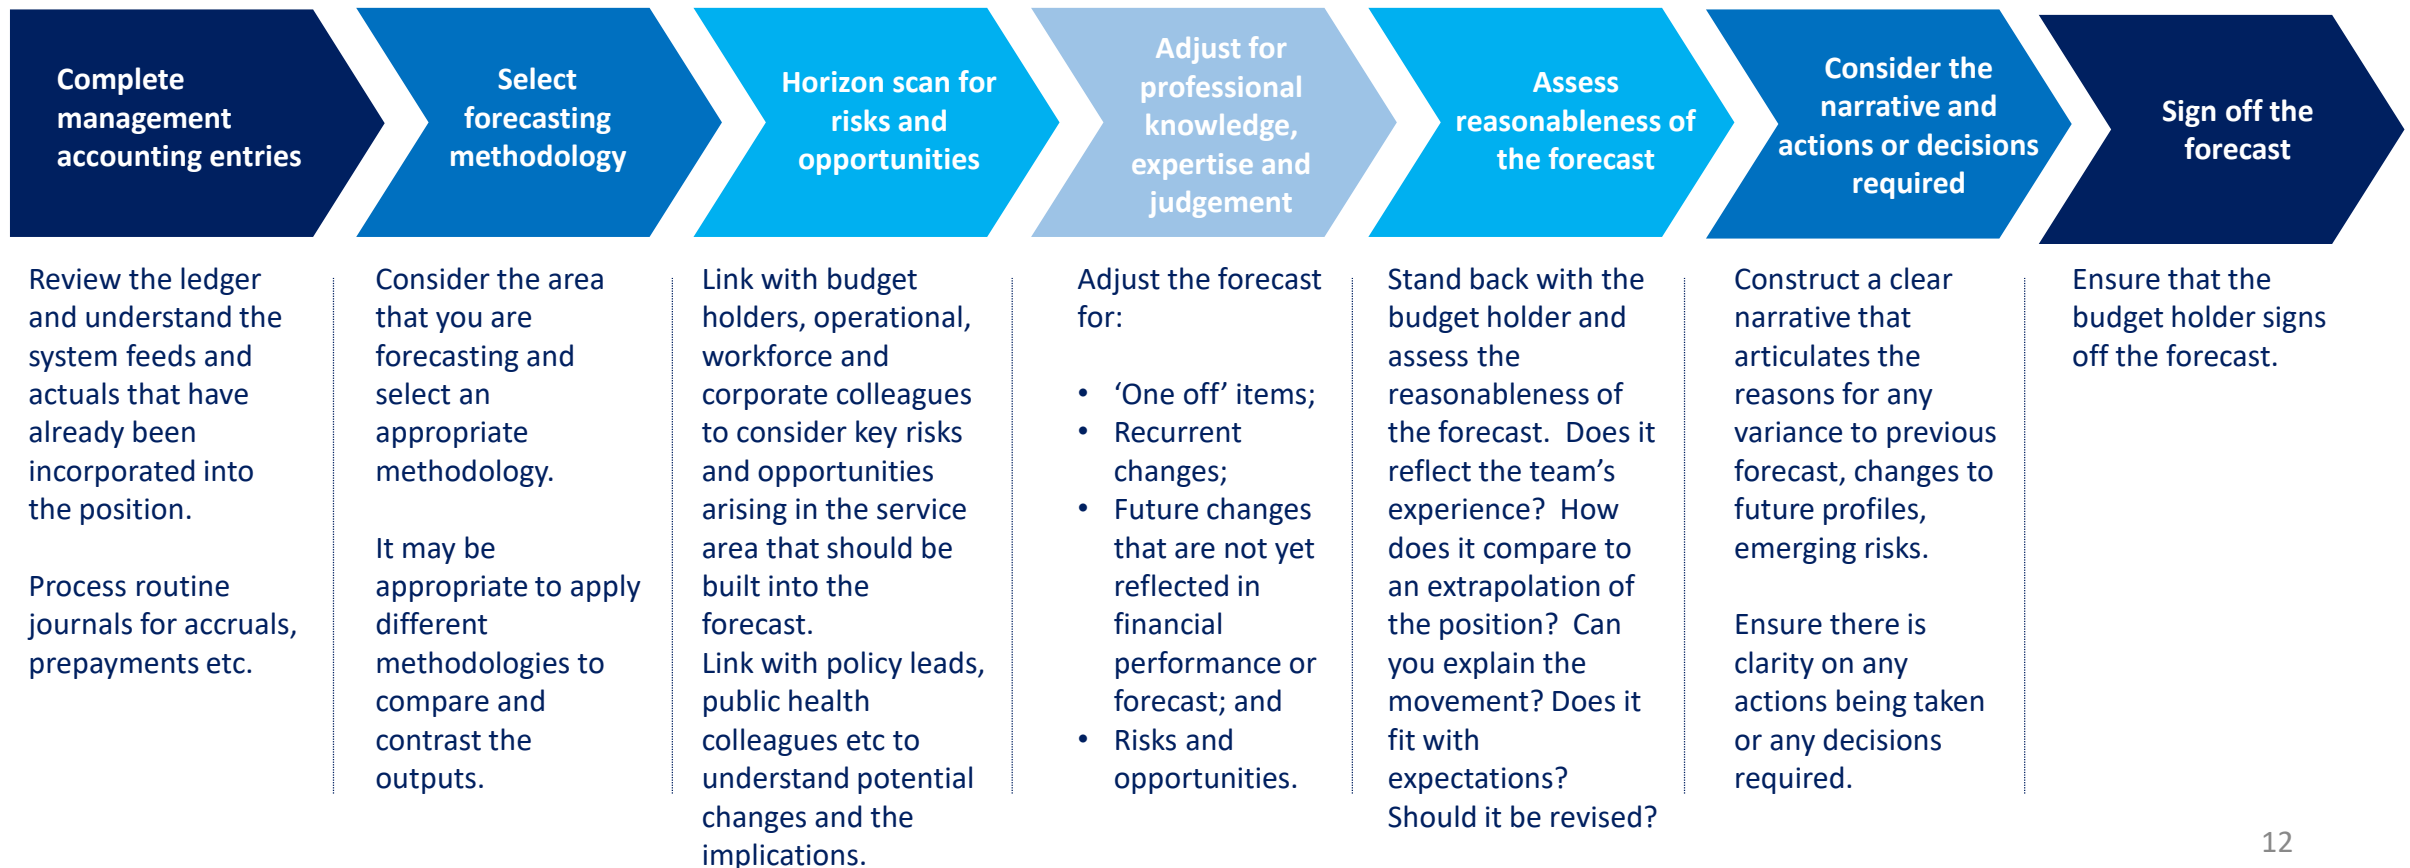 Complete
management
accounting entries
Select
forecasting
methodology
Horizon scan for
risks and
opportunities
Adjust for
professional
knowledge,
expertise and
judgement
Assess
reasonableness of
the forecast
Consider the
narrative and
actions or decisions
required
Sign off the
forecast
Review the ledger
and understand the
system feeds and
actuals that have
already been
incorporated into
the position.
Process routine
journals for accruals,
prepayments etc.
Consider the area
that you are
forecasting and
select an
appropriate
methodology.
It may be
appropriate to apply
different
methodologies to
compare and
contrast the
outputs.
Link with budget
holders, operational,
workforce and
corporate colleagues
to consider key risks
and opportunities
arising in the service
area that should be
built into the
forecast.
Link with policy leads,
public health
colleagues etc to
understand potential
changes and the
implications.
Adjust the forecast
for:
• ‘One off’ items;
• Recurrent
changes;
• Future changes
that are not yet
reflected in
financial
performance or
forecast; and
• Risks and
opportunities.
Stand back with the
budget holder and
assess the
reasonableness of
the forecast.  Does it
reflect the team’s
experience?  How
does it compare to
an extrapolation of
the position?  Can
you explain the
movement? Does it
fit with
expectations?
Should it be revised?
Construct a clear
narrative that
articulates the
reasons for any
variance to previous
forecast, changes to
future profiles,
emerging risks.
Ensure there is
clarity on any
actions being taken
or any decisions
required.
Ensure that the
budget holder signs
off the forecast.
12